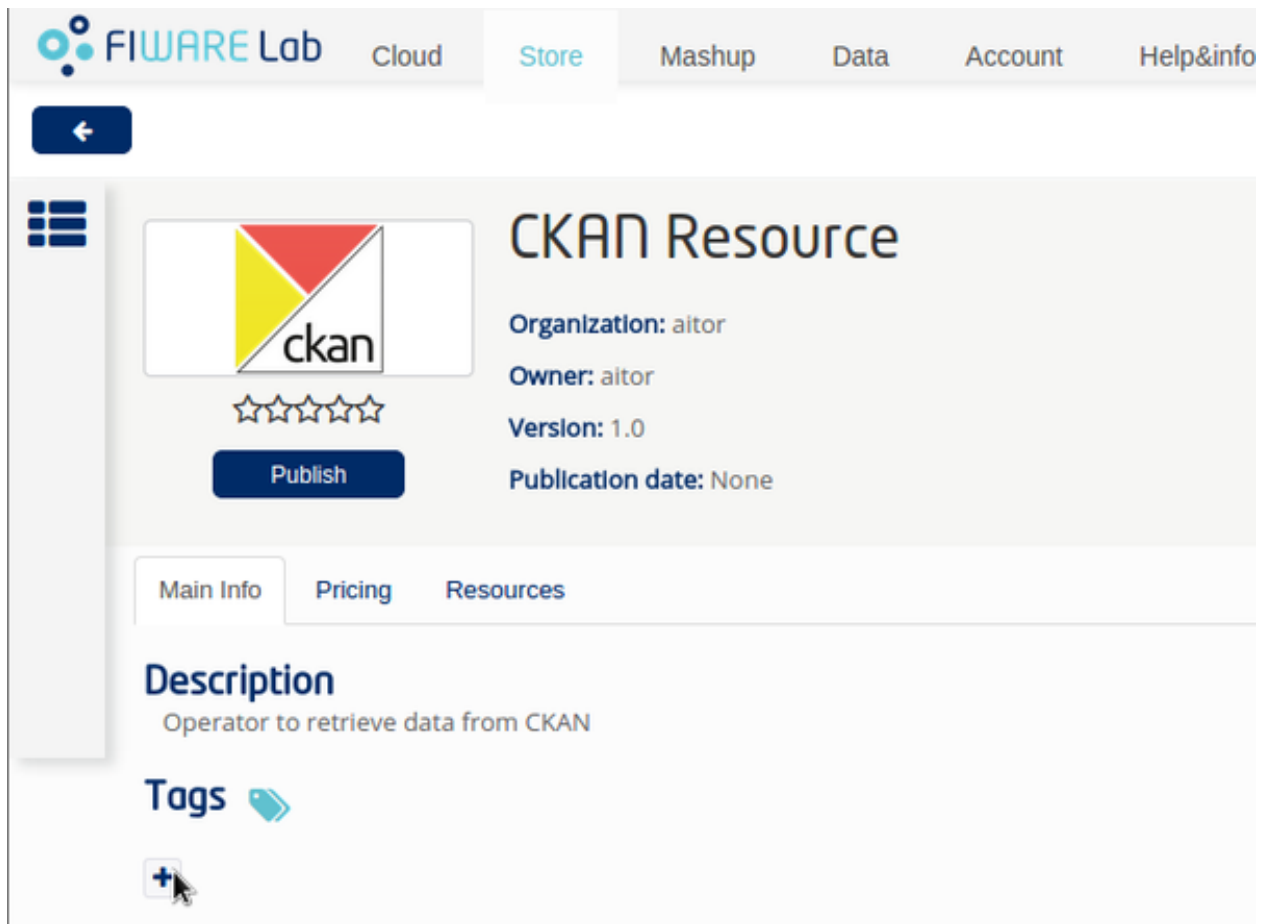 FIWARE Lab Cloud Store Mashup Data Account Help&info
CKAN Resource
ckan
Organization: aitor
Owner: aitor
Version: 1.0
Publish
Publication date: None
Main Info Pricing Resources
Description
Operator to retrieve data from CKAN
Tags